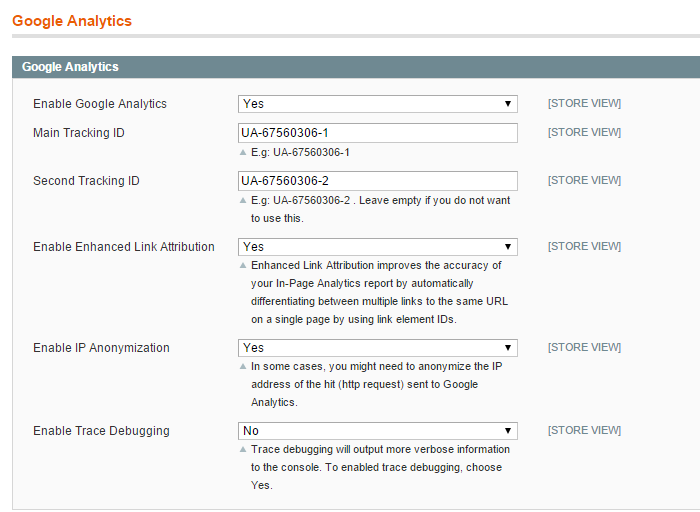 Google Analytics
Google Analytics
Enable Google Analytics Yes [STORE VIEW]
Main Tracking ID UA-67560306-1 [STORE VIEW]
E.g: UA-67560306-1
Second Tracking ID UA-67560306-2 [STORE VIEW]
E.g: UA-67560306-2 . Leave empty if you do not want
to use this.
Enable Enhanced Link Attribution Yes [STORE VIEW]
Enhanced Link Attribution improves the accuracy of
your In-Page Analytics report by automatically
differentiating between multiple links to the same URL
on a single page by using link element IDs.
Enable IP Anonymization Yes [STORE VIEW]
In some cases, you might need to anonymize the IP
address of the hit (http request) sent to Google
Analytics.
Enable Trace Debugging No [STORE VIEW]
Trace debugging will output more verbose information
to the console. To enabled trace debugging, choose
Yes.